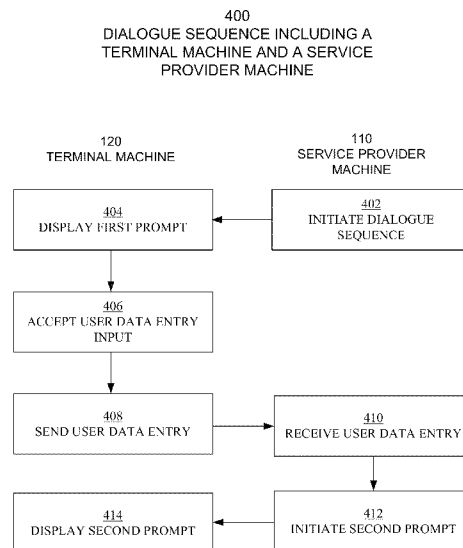 400
DIALOGUE SEQUENCE INCLUDING A
TERMINAL MACHINE AND A SERVICE
PROVIDER MACHINE
120
TERMINAL MACHINE
110
SERVICE PROVIDER
MACHINE
404
DISPLAY FIRST PROMPT
402
INITIATE DIALOGUE
SEQUENCE
406
ACCEPT USER DATA ENTRY
INPUT
408
SEND USER DATA ENTRY
410
RECEIVE USER DATA ENTRY
414
DISPLAY SECOND PROMPT
412
INITIATE SECOND PROMPT